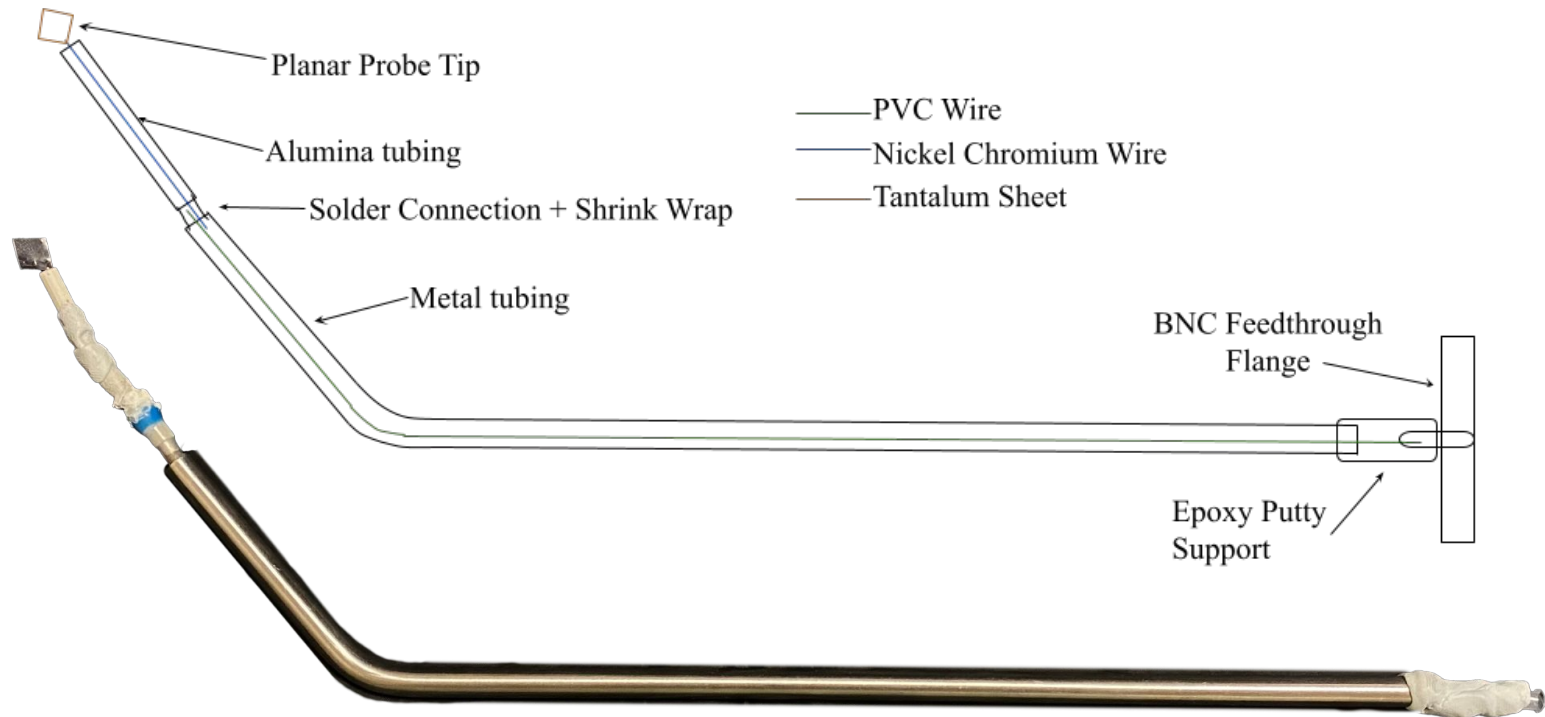 Planar Probe Tip
Alumina tubing
Solder Connection + Shrink Wrap
Metal tubing
PVC Wire
Nickel Chromium Wire
Tantalum Sheet
BNC Feedthrough
Flange
Epoxy Putty
Support